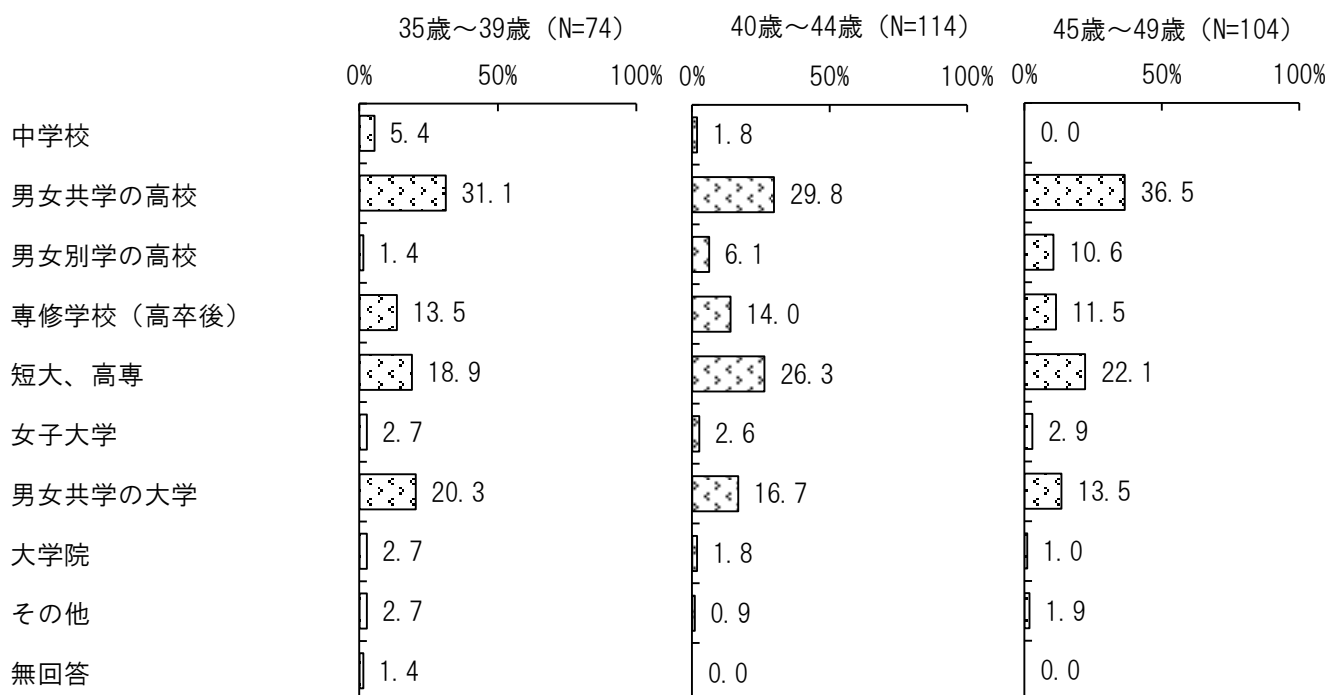 35歳～39歳（N=74） 40歳～44歳（N=114） 45歳～49歳（N=104）
0% 50% 100% 0% 50% 100% 0% 50% 100%
中学校 5.4 1.8 0.0
男女共学の高校 31.1 29.8 36.5
男女別学の高校 1.4 6.1 10.6
専修学校（高卒後） 13.5 14.0 11.5
短大、高専 18.9 26.3 22.1
女子大学 2.7 2.6 2.9
男女共学の大学 20.3 16.7 13.5
大学院 2.7 1.8 1.0
その他 2.7 0.9 1.9
無回答 1.4 0.0 0.0